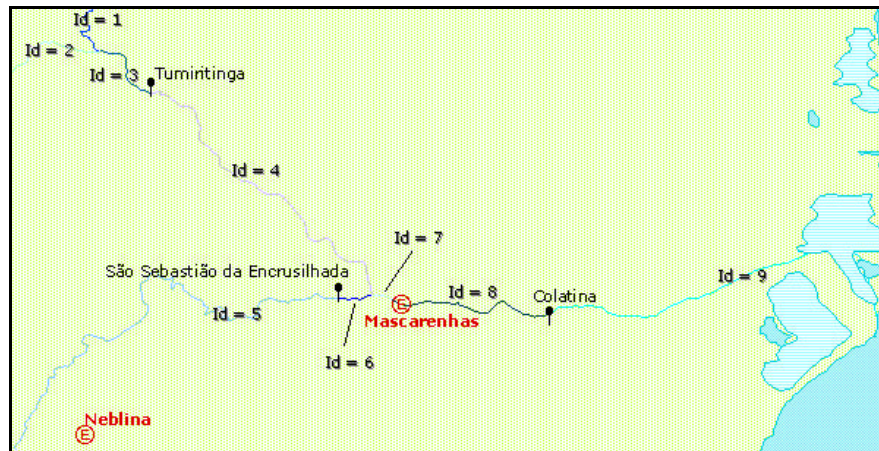 Id = 1
Id = 2
Id = 3
Tumiritinga
Id = 4
Id = 7
São Sebastião da Encrusilhada
Id = 9
Id = 8
Colatina
Id = 5
E
Mascarenhas
Id = 6
Neblina
E